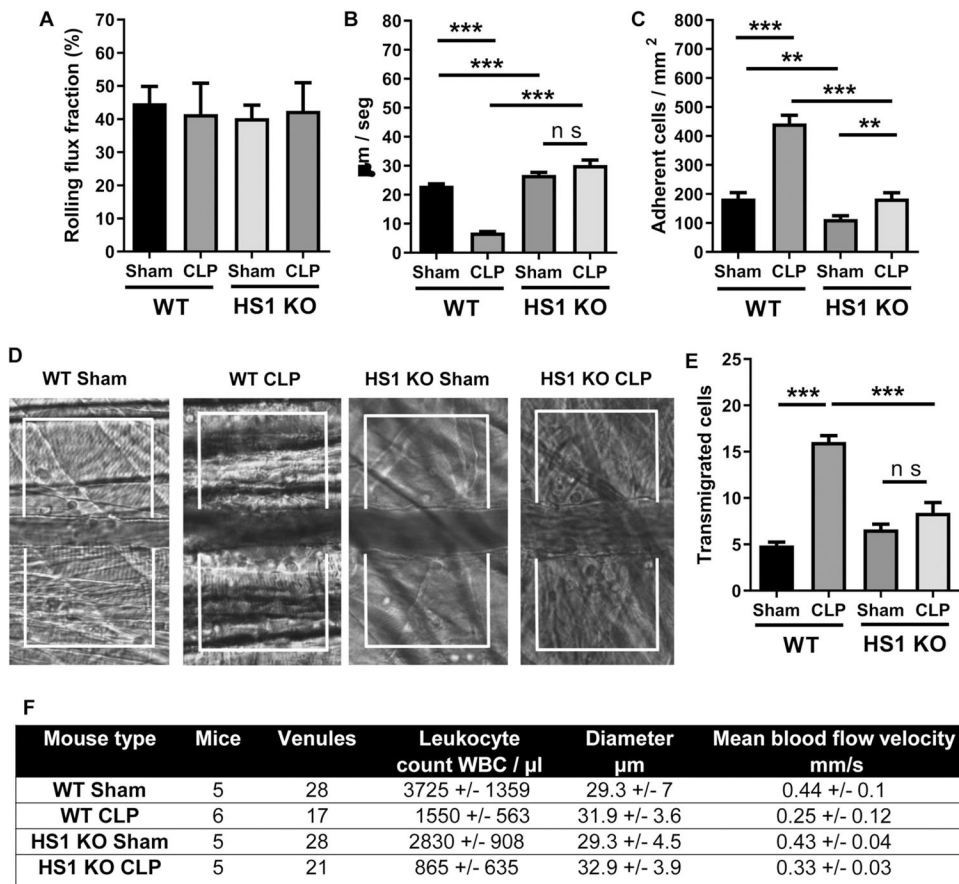 A
Rolling flux fraction (%)
70
60
50
40
30
20
10
0
Sham CLP Sham CLP
WT HS1 KO
B
m / seg
80
70
60
50
40
30
20
10
0
***
***
***
n s
Sham CLP Sham CLP
WT HS1 KO
C
Adherent cells / mm 2
800
700
600
500
400
300
200
100
0
***
**
***
**
Sham CLP Sham CLP
WT HS1 KO
D
WT Sham WT CLP HS1 KO Sham HS1 KO CLP
E
Transmigrated cells
25
20
15
10
5
0
***
***
n s
Sham CLP Sham CLP
WT HS1 KO
F
Mouse type Mice Venules Leukocyte Diameter Mean blood flow velocity
count WBC / µl µm mm/s
WT Sham 5 28 3725 +/- 1359 29.3 +/- 7 0.44 +/- 0.1
WT CLP 6 17 1550 +/- 563 31.9 +/- 3.6 0.25 +/- 0.12
HS1 KO Sham 5 28 2830 +/- 908 29.3 +/- 4.5 0.43 +/- 0.04
HS1 KO CLP 5 21 865 +/- 635 32.9 +/- 3.9 0.33 +/- 0.03